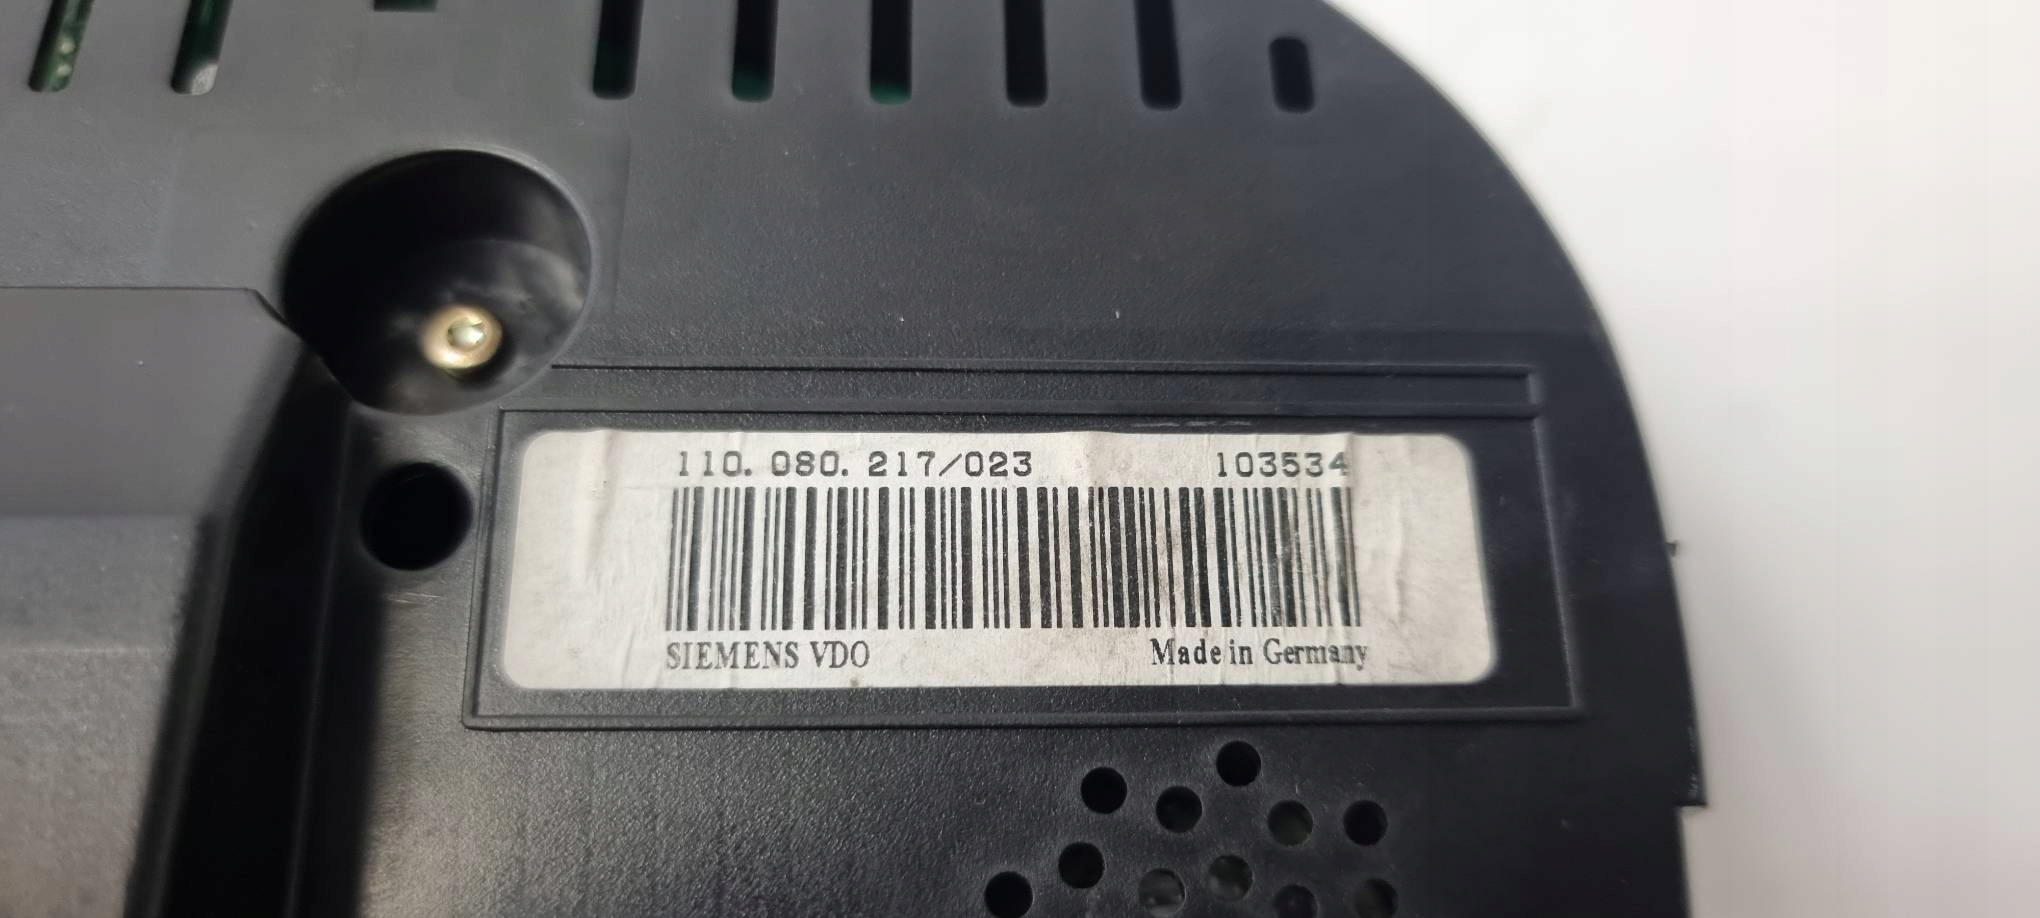 110. 080. 217/023 103534
SIEMENS VDO Made in Germany